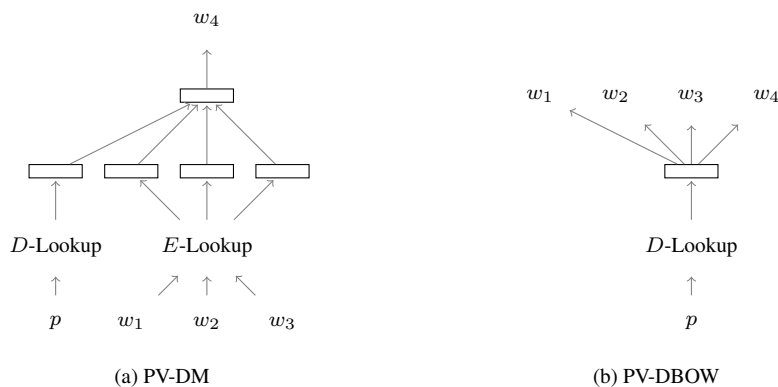 w₄
w₁ w₂ w₃ w₄
D-Lookup E-Lookup D-Lookup
p w₁ w₂ w₃ p
(a) PV-DM (b) PV-DBOW